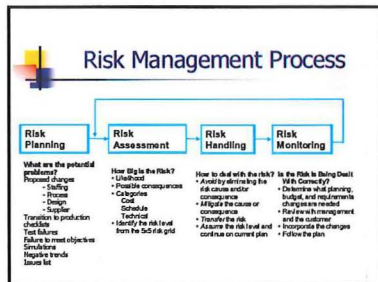 Risk Management Process
Risk
Planning
Risk
Assessment
Risk
Handling
Risk
Monitoring
What are the potential
problems?
Proposed changes
- Staffing
- Process
- Design
- Supplier
Transition to production
checklists
Test failures
Failure to meet objectives
Simulations
Negative trends
Issues list
How Big is the Risk?
• Likelihood
• Possible consequences
• Categories
Cost
Schedule
Technical
• Identify the risk level
from the 5x5 risk grid
How to deal with the risk?
• Avoid by eliminating the
risk cause and/or
consequence
• Mitigate the cause or
consequence
• Transfer the risk
• Assume the risk level and
continue on current plan
Is the Risk is Being Dealt
With Correctly?
• Determine what planning,
budget, and requirements
changes are needed
• Review with management
and the customer
• Incorporate the changes
• Follow the plan